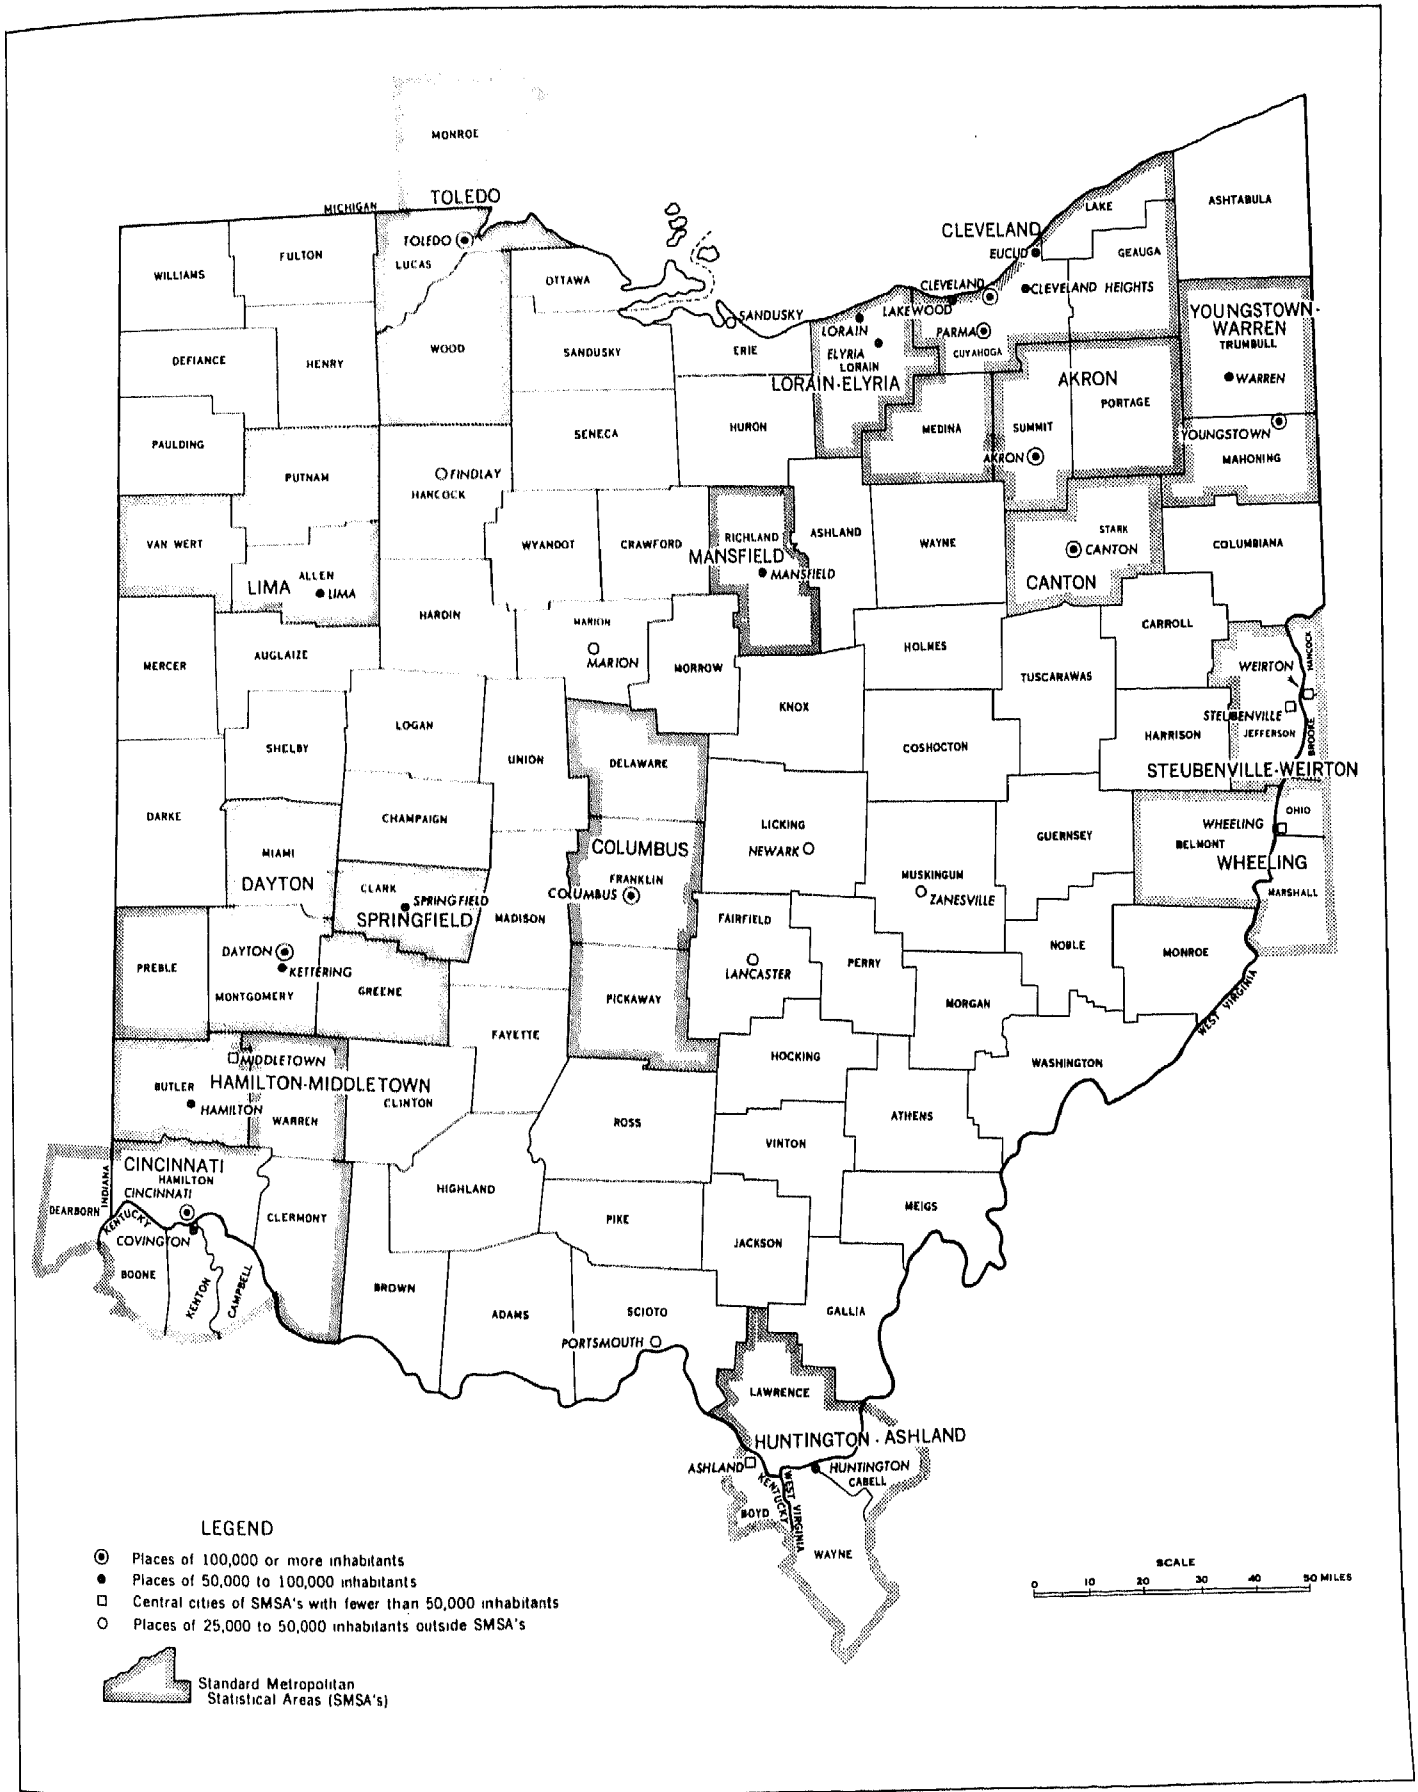 MONROE
TOLEDO
MICHIGAN
ASHTABULA
LAKE
CLEVELAND
TOLEDO
FULTON
LUCAS
EUCLID
GEAUGA
WILLIAMS
OTTAWA
CLEVELAND
CLEVELAND HEIGHTS
LAKEWOOD
YOUNGSTOWN-
WARREN
SANDUSKY
LORAIN
PARMA
TRUMBULL
WOOD
SANDUSKY
ERIE
ELYRIA
LORAIN
CUYAHOGA
DEFIANCE
HENRY
LORAIN-ELYRIA
AKRON
WARREN
PORTAGE
PAULDING
SENECA
HURON
MEDINA
SUMMIT
YOUNGSTOWN
AKRON
MAHONING
PUTNAM
FINDLAY
HANCOCK
VAN WERT
WYANDOT
CRAWFORD
RICHLAND
MANSFIELD
ASHLAND
WAYNE
STARK
CANTON
COLUMBIANA
MANSFIELD
CANTON
ALLEN
LIMA
LIMA
HARDIN
MARION
MARION
CARROLL
HANCOCK
MERCER
AUGLAIZE
MORROW
HOLMES
TUSCARAWAS
WEIRTON
KNOX
STEUBENVILLE
LOGAN
SHELBY
UNION
DELAWARE
COSHOCTON
HARRISON
JEFFERSON
BROOKE
STEUBENVILLE-WEIRTON
DARKE
CHAMPAIGN
LICKING
NEWARK
GUERNSEY
OHIO
WHEELING
BELMONT
WHEELING
MIAMI
DAYTON
COLUMBUS
FRANKLIN
COLUMBUS
MUSKINGUM
ZANESVILLE
MARSHALL
CLARK
SPRINGFIELD
SPRINGFIELD
MADISON
FAIRFIELD
LANCASTER
NOBLE
MONROE
PREBLE
DAYTON
KETTERING
MONTGOMERY
GREENE
PICKAWAY
PERRY
MORGAN
WEST VIRGINIA
FAYETTE
HOCKING
WASHINGTON
MIDDLETOWN
HAMILTON-MIDDLETOWN
BUTLER
HAMILTON
CLINTON
WARREN
ROSS
ATHENS
VINTON
CINCINNATI
HAMILTON
CINCINNATI
INDIANA
DEARBORN
KENTUCKY
CLERMONT
HIGHLAND
PIKE
MEIGS
COVINGTON
JACKSON
BOONE
KENTON
CAMPBELL
BROWN
ADAMS
SCIOTO
GALLIA
PORTSMOUTH
LAWRENCE
HUNTINGTON-ASHLAND
ASHLAND
HUNTINGTON
CABELL
KENTUCKY
WEST VIRGINIA
BOYD
WAYNE
LEGEND
Places of 100,000 or more inhabitants
Places of 50,000 to 100,000 inhabitants
Central cities of SMSA's with fewer than 50,000 inhabitants
Places of 25,000 to 50,000 inhabitants outside SMSA's
Standard Metropolitan
Statistical Areas (SMSA's)
SCALE
0 10 20 30 40 50 MILES